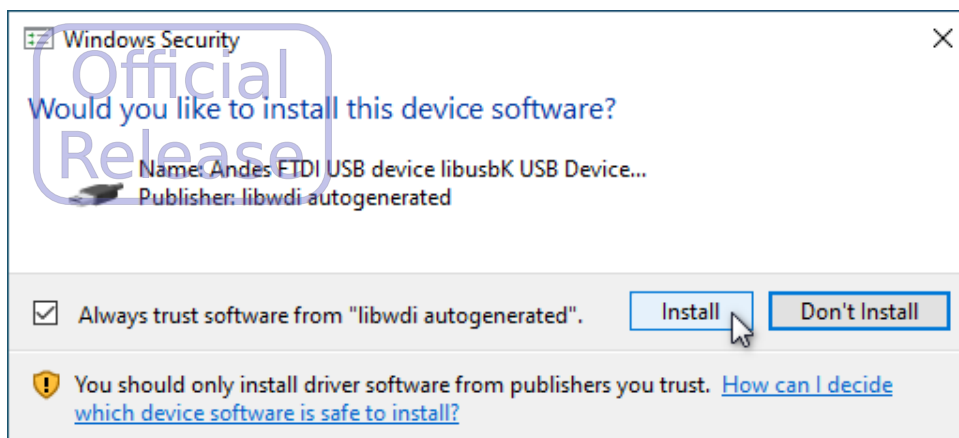 Windows Security
Official
Would you like to install this device software?
Release
Name: Andes FTDI USB device libusbK USB Device...
Publisher: libwdi autogenerated
Always trust software from "libwdi autogenerated".
Install
Don't Install
You should only install driver software from publishers you trust. How can I decide
which device software is safe to install?